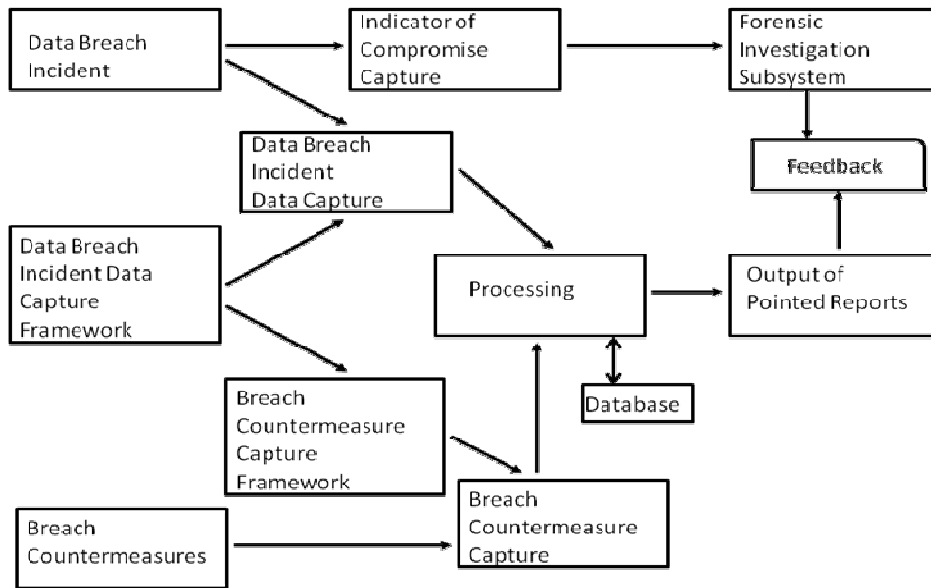 Data Breach
Incident
Indicator of
Compromise
Capture
Forensic
Investigation
Subsystem
Data Breach
Incident
Data Capture
Feedback
Data Breach
Incident Data
Capture
Framework
Processing
Output of
Pointed Reports
Database
Breach
Countermeasure
Capture
Framework
Breach
Countermeasures
Breach
Countermeasure
Capture